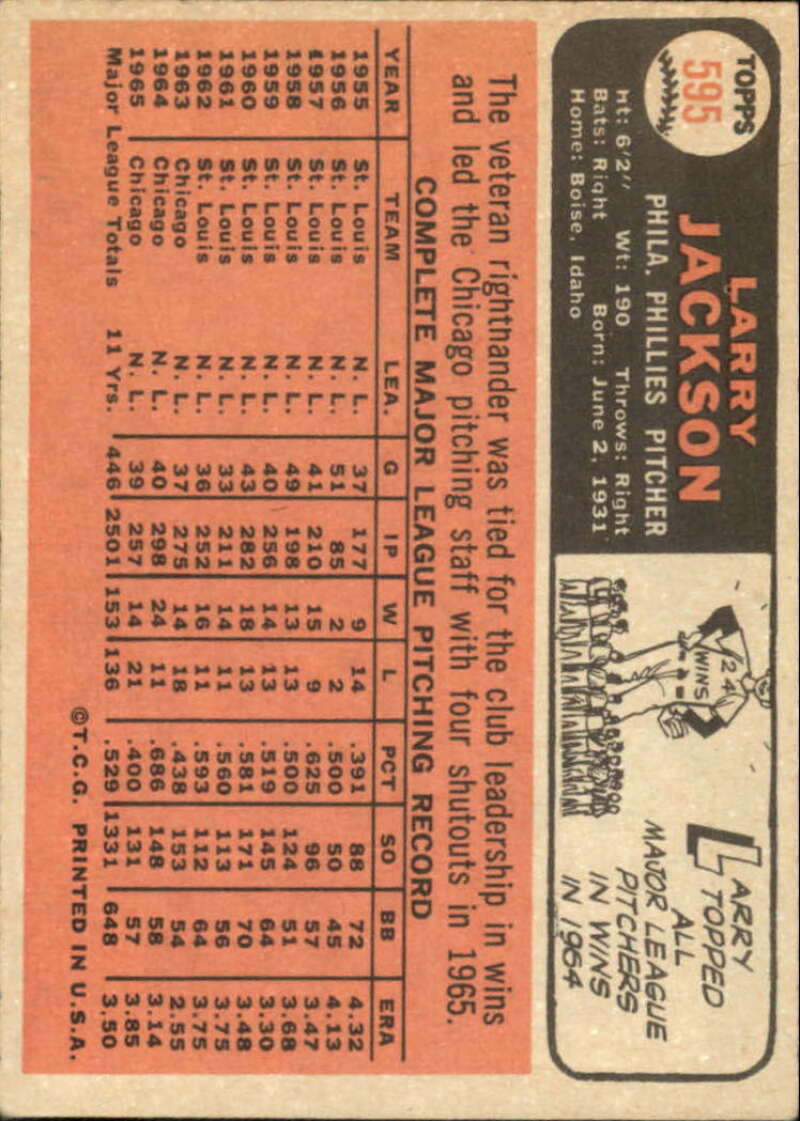 TOPPS
595
LARRY
JACKSON
PHILA. PHILLIES PITCHER
Ht: 6'2" Wt: 190 Throws: Right
Bats: Right Born: June 2, 1931
Home: Boise, Idaho
24
WINS
LARRY
TOPPED
ALL
MAJOR LEAGUE
PITCHERS
IN WINS
IN 1964
The veteran righthander was tied for the club leadership in wins
and led the Chicago pitching staff with four shutouts in 1965.
COMPLETE MAJOR LEAGUE PITCHING RECORD
YEAR TEAM LEA. G IP W L PCT SO BB ERA
1955 St. Louis N. L. 37 177 9 14 .391 88 72 4.32
1956 St. Louis N. L. 51 85 2 2 .500 50 45 4.13
1957 St. Louis N. L. 41 210 15 9 .625 96 57 3.47
1958 St. Louis N. L. 49 198 13 13 .500 124 51 3.68
1959 St. Louis N. L. 40 256 14 13 .519 145 64 3.30
1960 St. Louis N. L. 43 282 18 13 .581 171 70 3.48
1961 St. Louis N. L. 33 211 14 11 .560 113 56 3.75
1962 St. Louis N. L. 36 252 16 11 .593 112 64 3.75
1963 Chicago N. L. 37 275 14 18 .438 153 54 2.55
1964 Chicago N. L. 40 298 24 11 .686 148 58 3.14
1965 Chicago N. L. 39 257 14 21 .400 131 57 3.85
Major League Totals 11 Yrs. 446 2501 153 136 .529 1331 648 3.50
©T.C.G. PRINTED IN U.S.A.